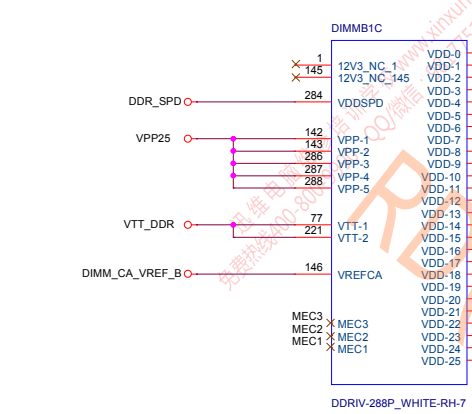 DIMMB1C
1 12V3_NC_1 VDD-0
145 12V3_NC_145 VDD-1
VDD-2
VDD-3
DDR_SPD 284 VDDSPD VDD-4
VDD-5
VDD-6
VPP25 142 VPP-1 VDD-7
143 VPP-2 VDD-8
286 VPP-3 VDD-9
287 VPP-4 VDD-10
288 VPP-5 VDD-11
VDD-12
VDD-13
VTT_DDR 77 VTT-1 VDD-14
221 VTT-2 VDD-15
VDD-16
VDD-17
DIMM_CA_VREF_B 146 VREFCA VDD-18
VDD-19
VDD-20
VDD-21
MEC3 MEC3 VDD-22
MEC2 MEC2 VDD-23
MEC1 MEC1 VDD-24
VDD-25
DDRIV-288P_WHITE-RH-7